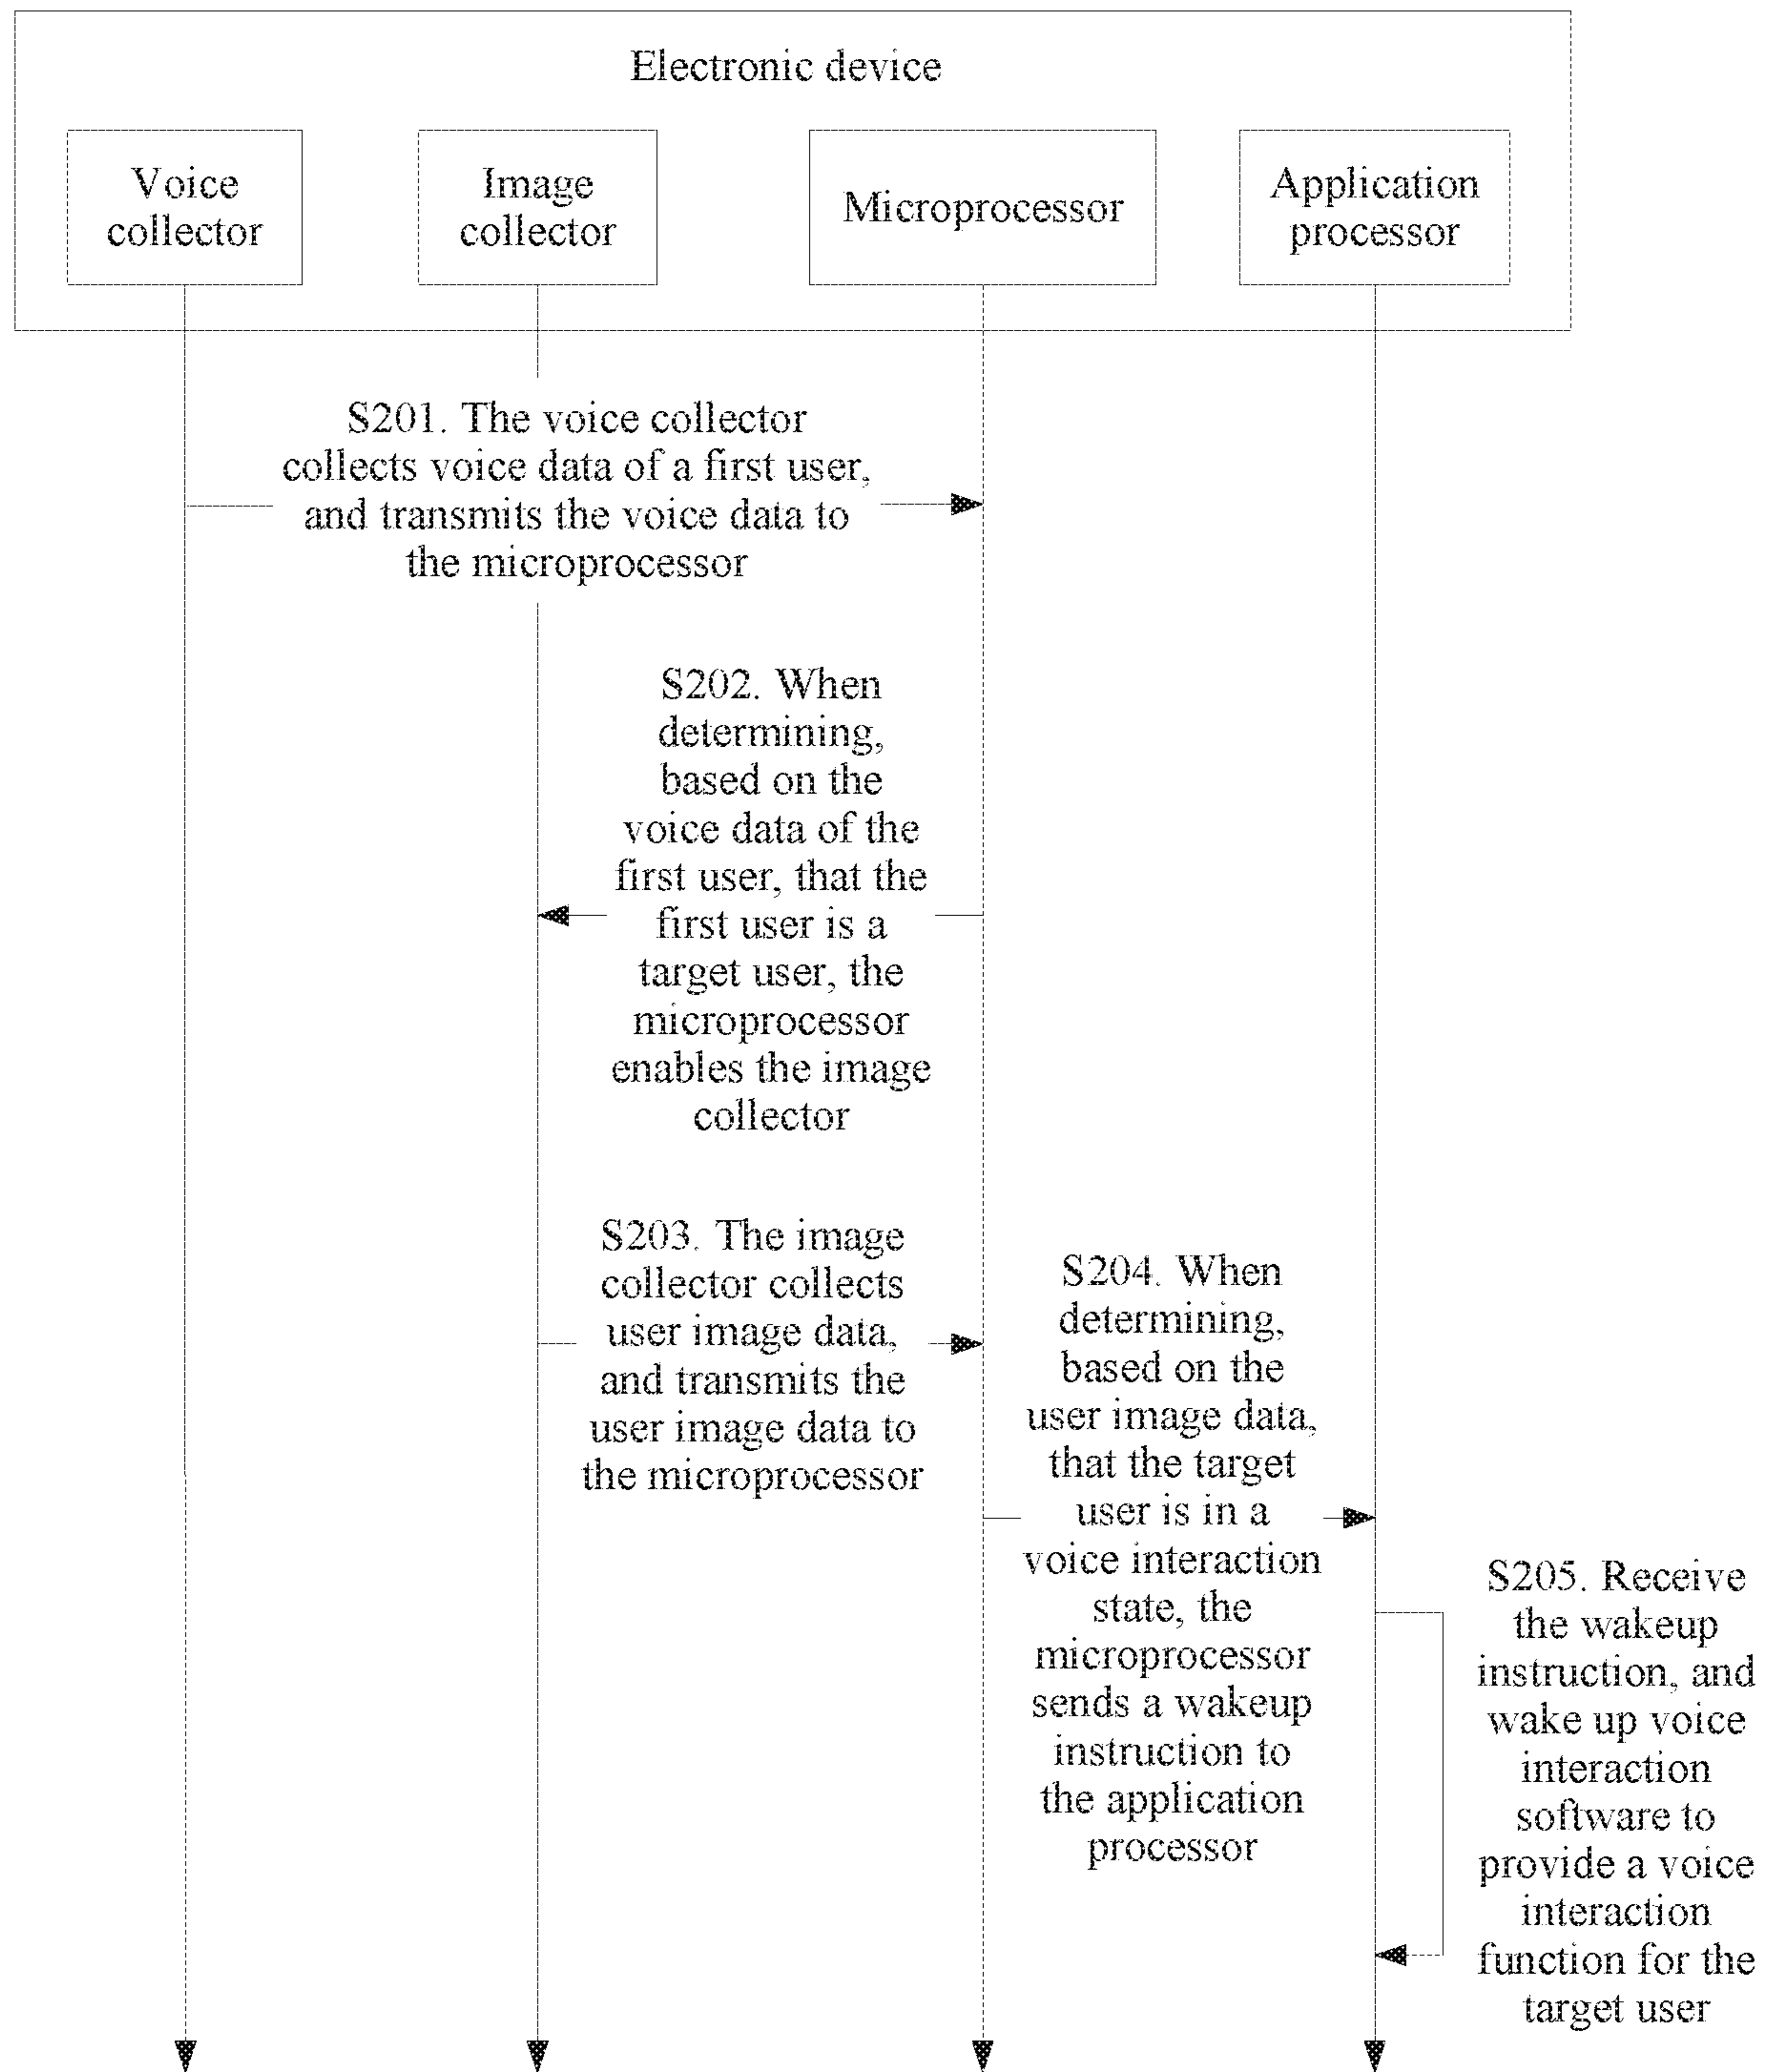 Electronic device
Voice
collector
Image
collector
Microprocessor
Application
processor
S201. The voice collector
collects voice data of a first user,
and transmits the voice data to
the microprocessor
S202. When
determining,
based on the
voice data of the
first user, that the
first user is a
target user, the
microprocessor
enables the image
collector
S203. The image
collector collects
user image data,
and transmits the
user image data to
the microprocessor
S204. When
determining,
based on the
user image data,
that the target
user is in a
voice interaction
state, the
microprocessor
sends a wakeup
instruction to
the application
processor
S205. Receive
the wakeup
instruction, and
wake up voice
interaction
software to
provide a voice
interaction
function for the
target user